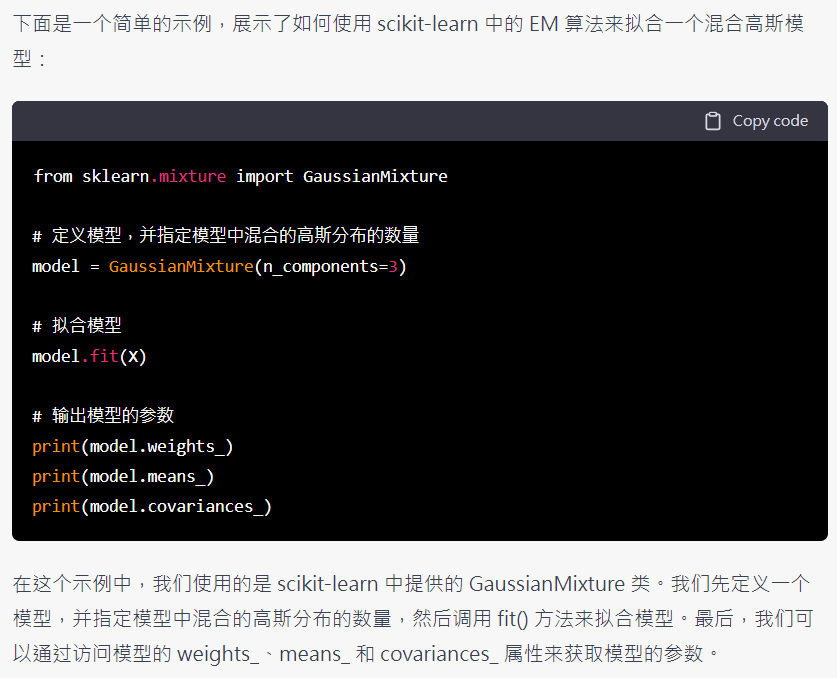 下面是一个简单的示例，展示了如何使用 scikit-learn 中的 EM 算法来拟合一个混合高斯模
型：
Copy code
from sklearn.mixture import GaussianMixture
# 定义模型，并指定模型中混合的高斯分布的数量
model = GaussianMixture(n_components=3)
# 拟合模型
model.fit(X)
# 输出模型的参数
print(model.weights_)
print(model.means_)
print(model.covariances_)
在这个示例中，我们使用的是 scikit-learn 中提供的 GaussianMixture 类。我们先定义一个
模型，并指定模型中混合的高斯分布的数量，然后调用 fit() 方法来拟合模型。最后，我们可
以通过访问模型的 weights_、means_ 和 covariances_ 属性来获取模型的参数。